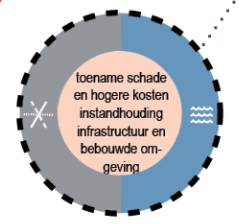 toename schade
en hogere kosten
instandhouding
infrastructuur en
bebouwde om-
geving